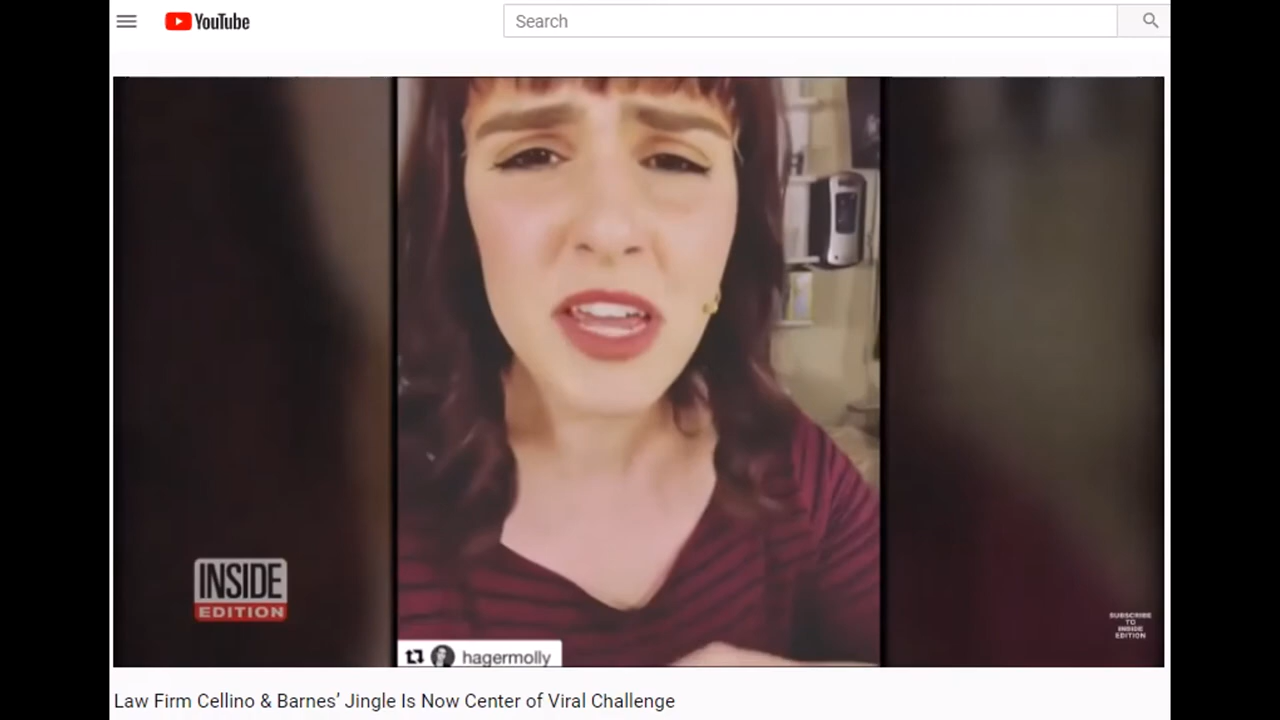 YouTube
Search
INSIDE
EDITION
SUBSCRIBE
TO
INSIDE
EDITION
hagermolly
Law Firm Cellino & Barnes’ Jingle Is Now Center of Viral Challenge